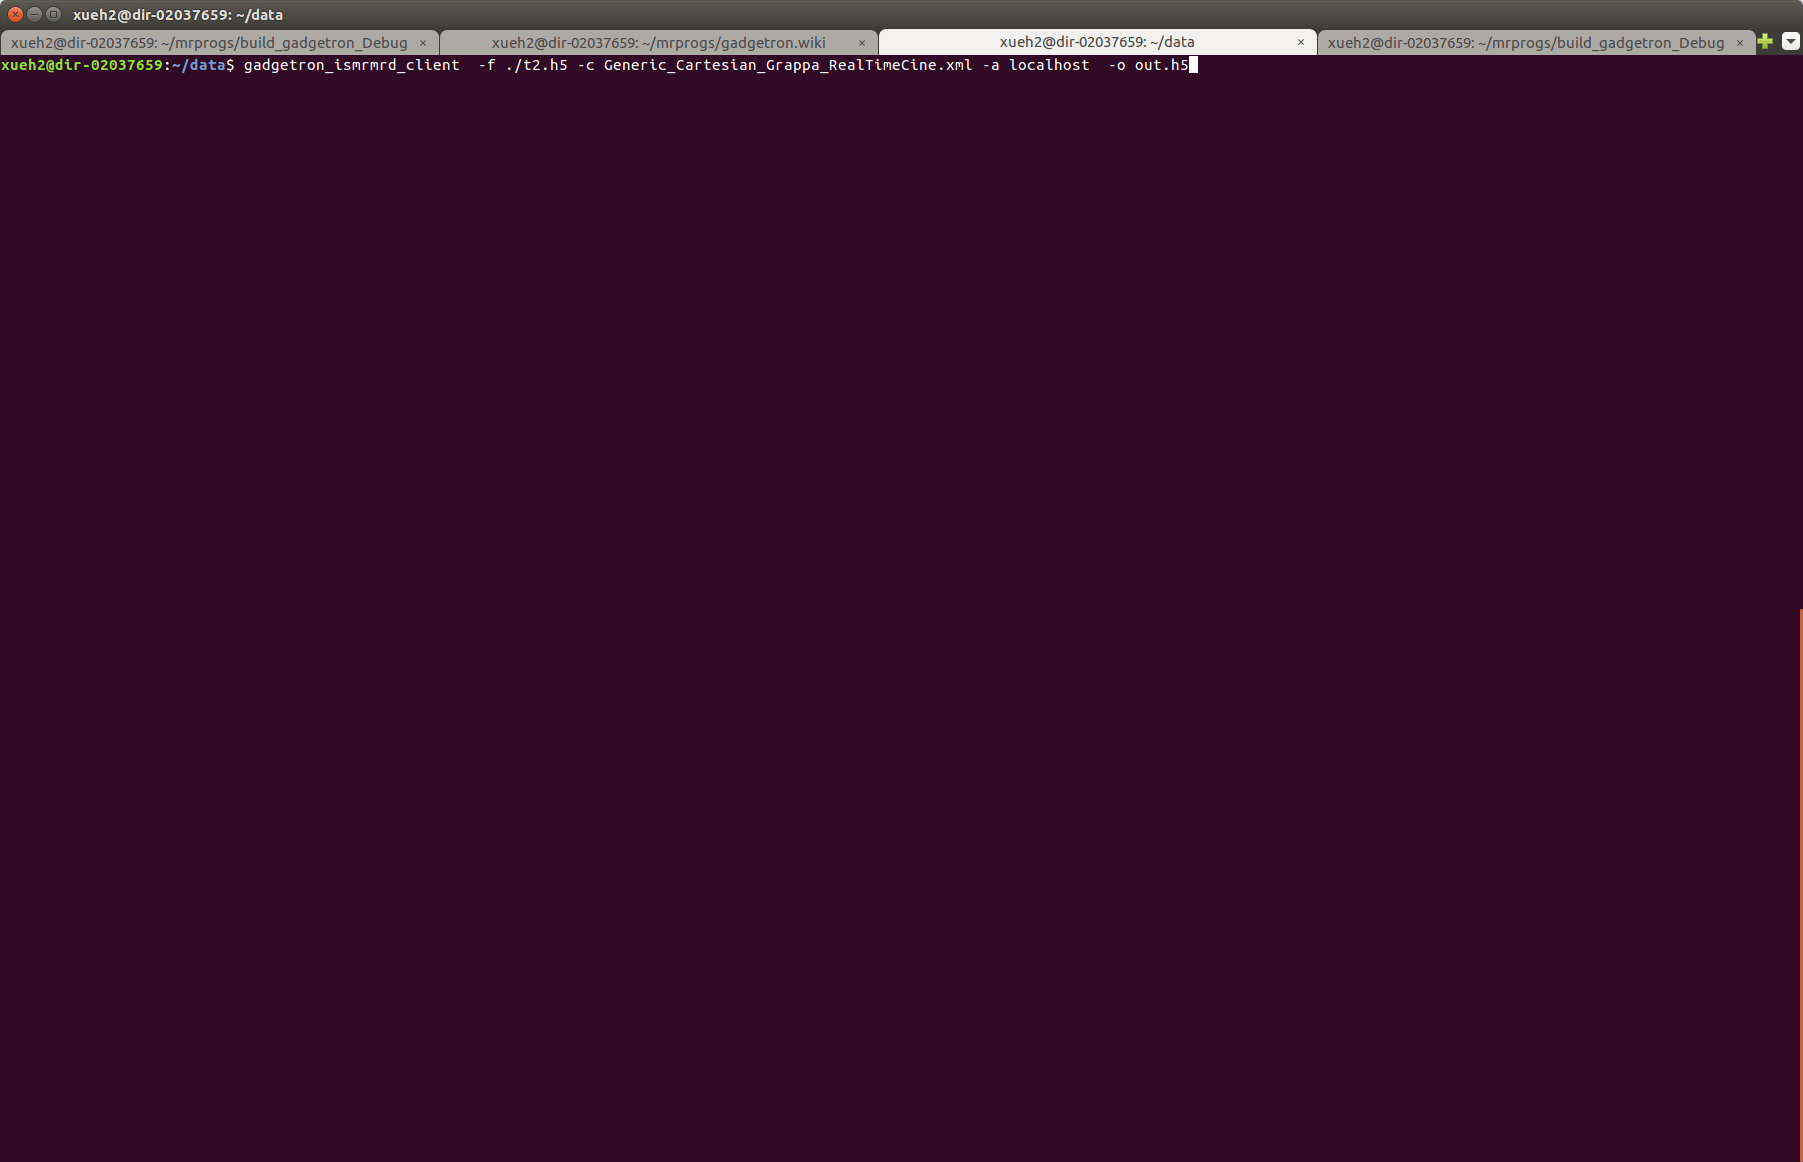 xueh2@dir-02037659: ~/data
xueh2@dir-02037659: ~/mrprogs/build_gadgetron_Debug × xueh2@dir-02037659: ~/mrprogs/gadgetron.wiki × xueh2@dir-02037659: ~/data × xueh2@dir-02037659: ~/mrprogs/build_gadgetron_Debug ×
xueh2@dir-02037659:~/data$ gadgetron_ismrmrd_client  -f ./t2.h5 -c Generic_Cartesian_Grappa_RealTimeCine.xml -a localhost  -o out.h5